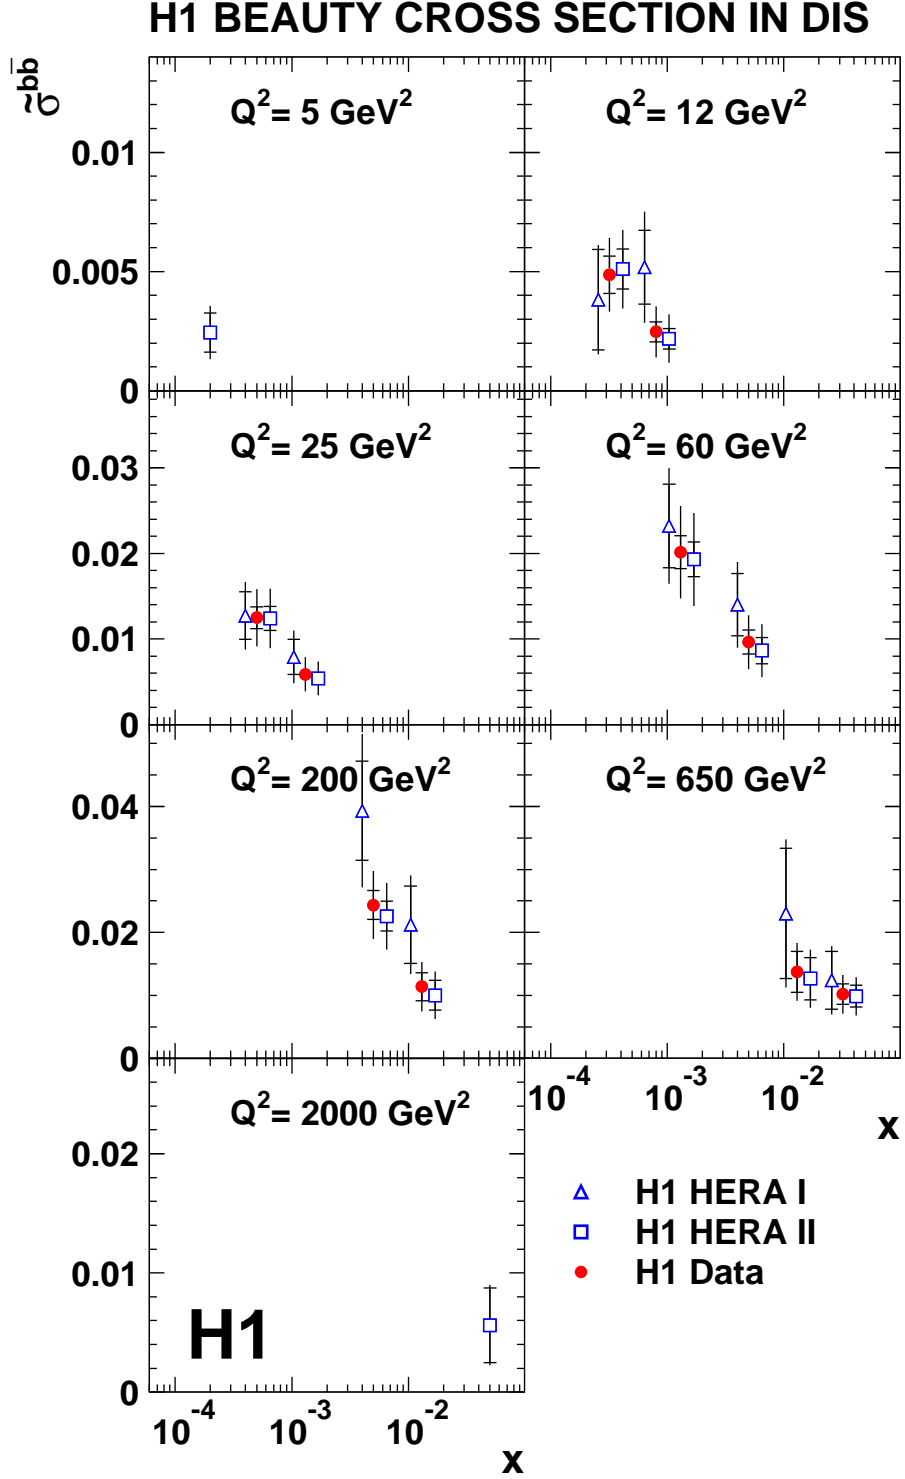 H1 BEAUTY CROSS SECTION IN DIS
σ̃^bb̄
Q²= 5 GeV²
Q²= 12 GeV²
0.01
0.005
0
Q²= 25 GeV²
Q²= 60 GeV²
0.03
0.02
0.01
0
Q²= 200 GeV²
Q²= 650 GeV²
0.04
0.02
0
10⁻⁴ 10⁻³ 10⁻²
x
Q²= 2000 GeV²
0.02
0.01
0
H1
10⁻⁴ 10⁻³ 10⁻²
x
H1 HERA I
H1 HERA II
H1 Data